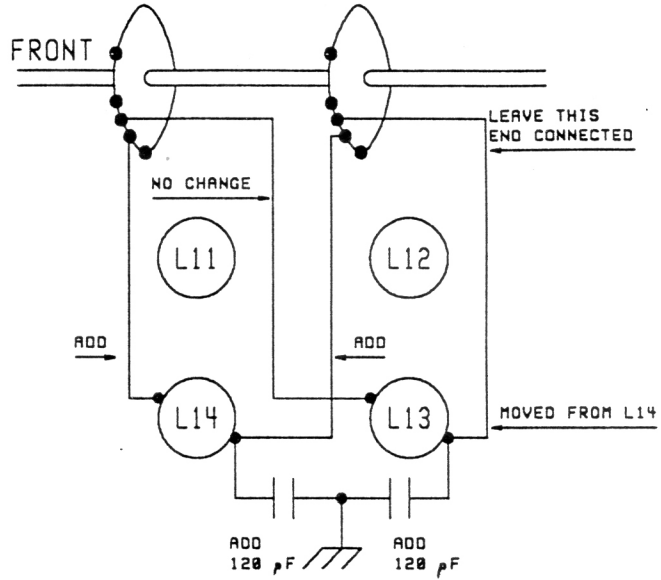 FRONT
LEAVE THIS
END CONNECTED
NO CHANGE
L11
L12
ADD
ADD
L14
L13
MOVED FROM L14
ADD
120 pF
ADD
120 pF